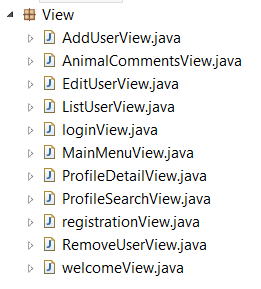 View
AddUserView.java
AnimalCommentsView.java
EditUserView.java
ListUserView.java
loginView.java
MainMenuView.java
ProfileDetailView.java
ProfileSearchView.java
registrationView.java
RemoveUserView.java
welcomeView.java